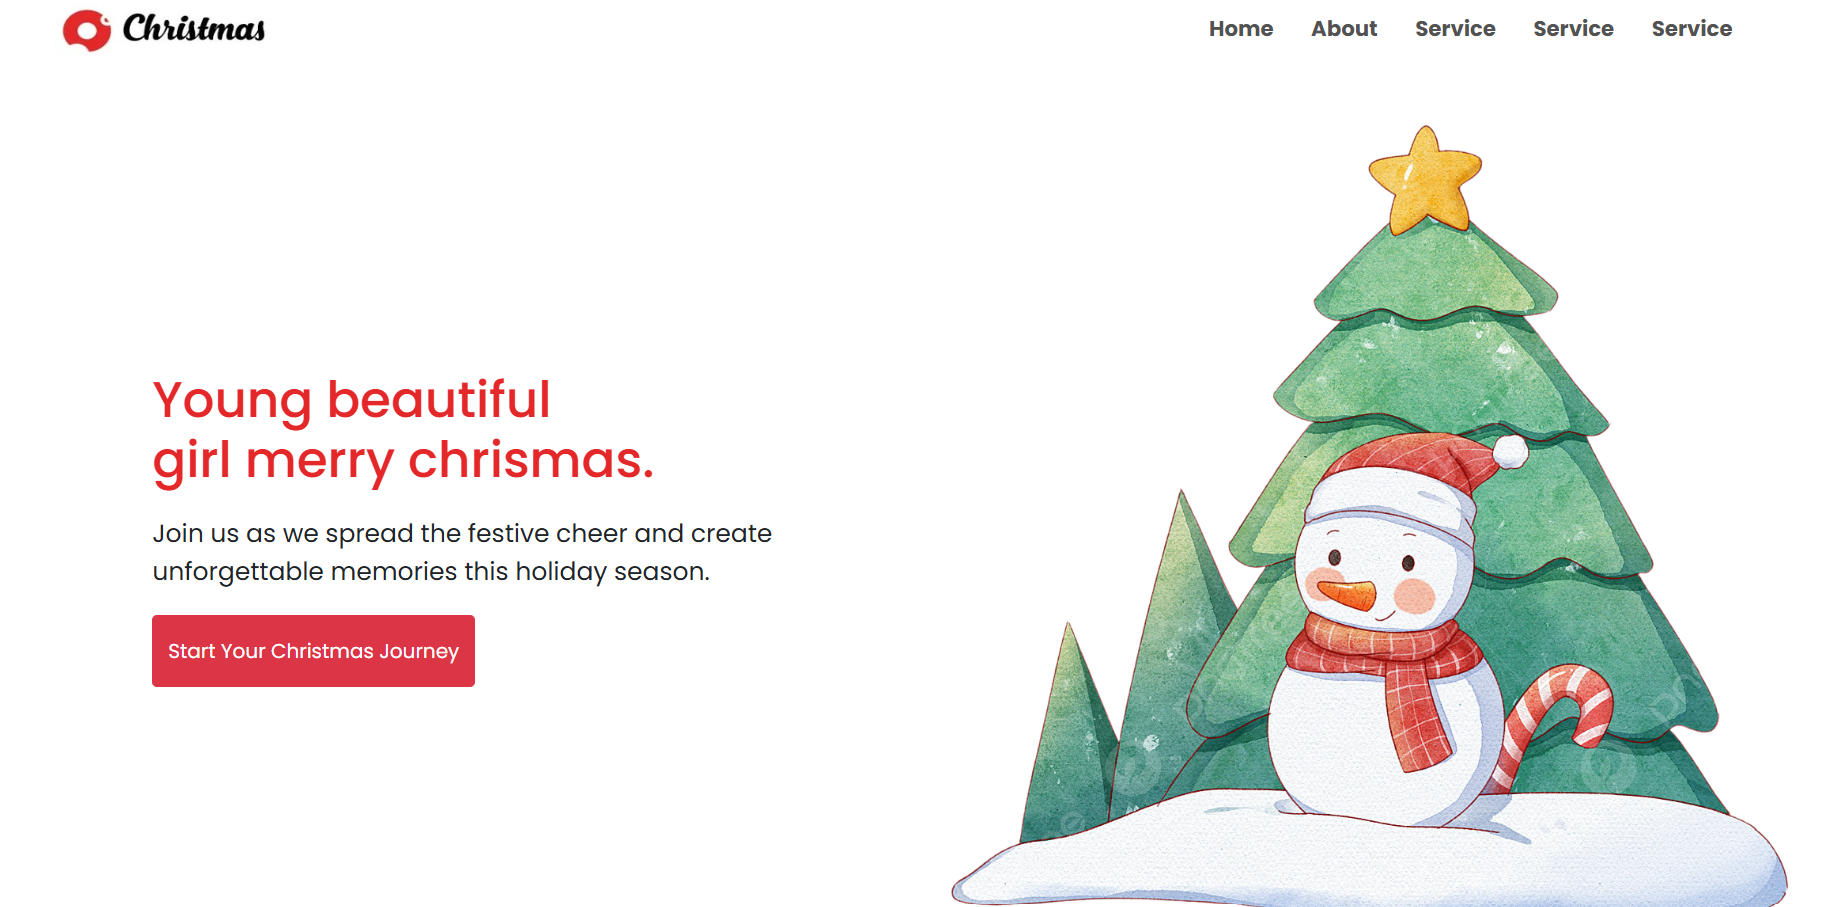 Christmas
Home About Service Service Service
Young beautiful
girl merry chrismas.
Join us as we spread the festive cheer and create
unforgettable memories this holiday season.
Start Your Christmas Journey